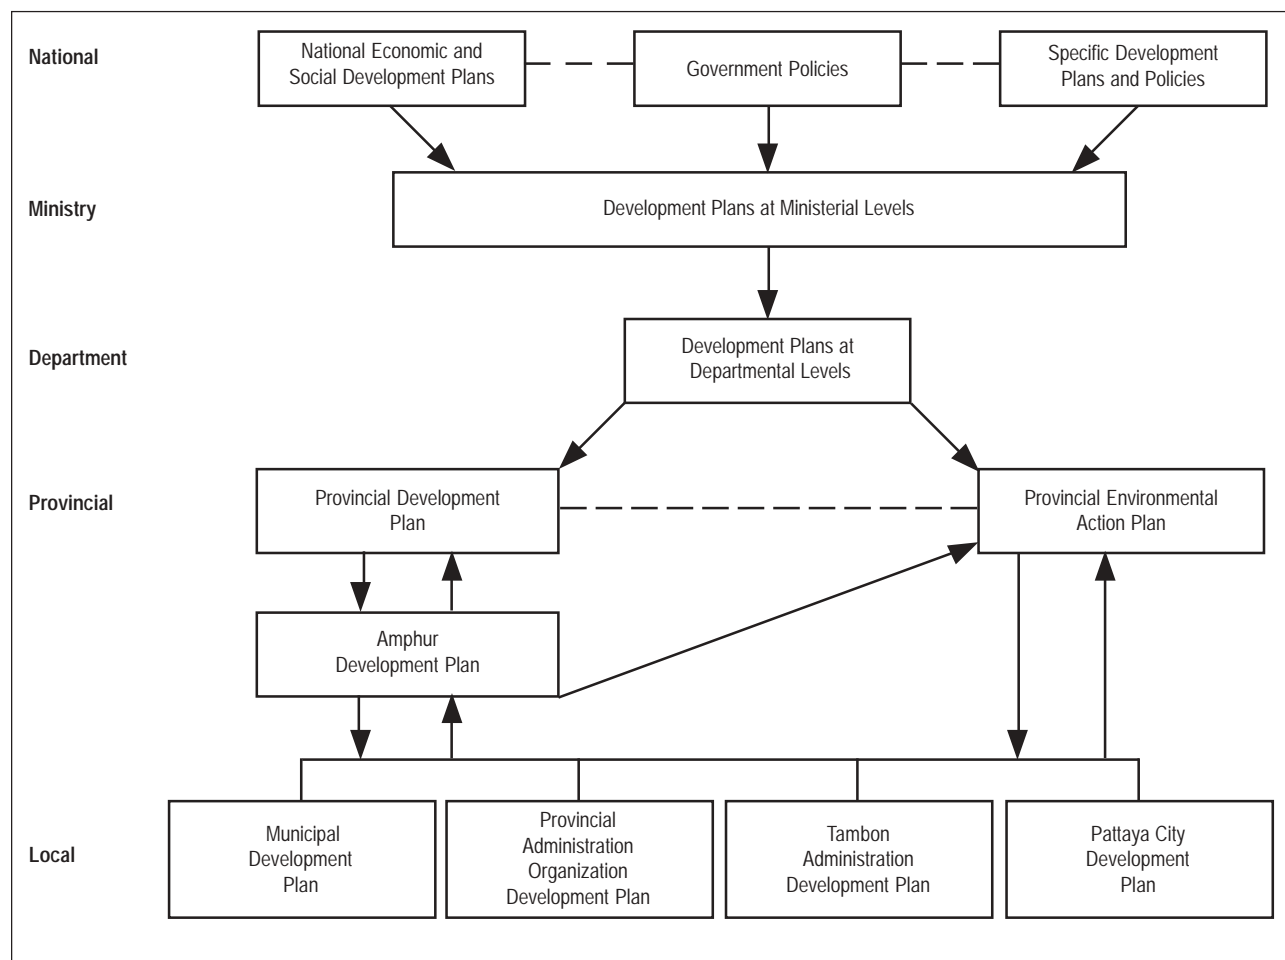 National
National Economic and
Social Development Plans
Government Policies
Specific Development
Plans and Policies
Ministry
Development Plans at Ministerial Levels
Department
Development Plans at
Departmental Levels
Provincial
Provincial Development
Plan
Provincial Environmental
Action Plan
Amphur
Development Plan
Local
Municipal
Development
Plan
Provincial
Administration
Organization
Development Plan
Tambon
Administration
Development Plan
Pattaya City
Development
Plan